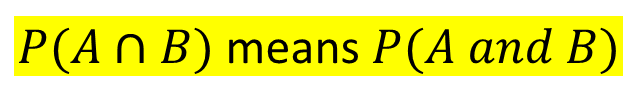 P(A ∩ B) means P(A and B)